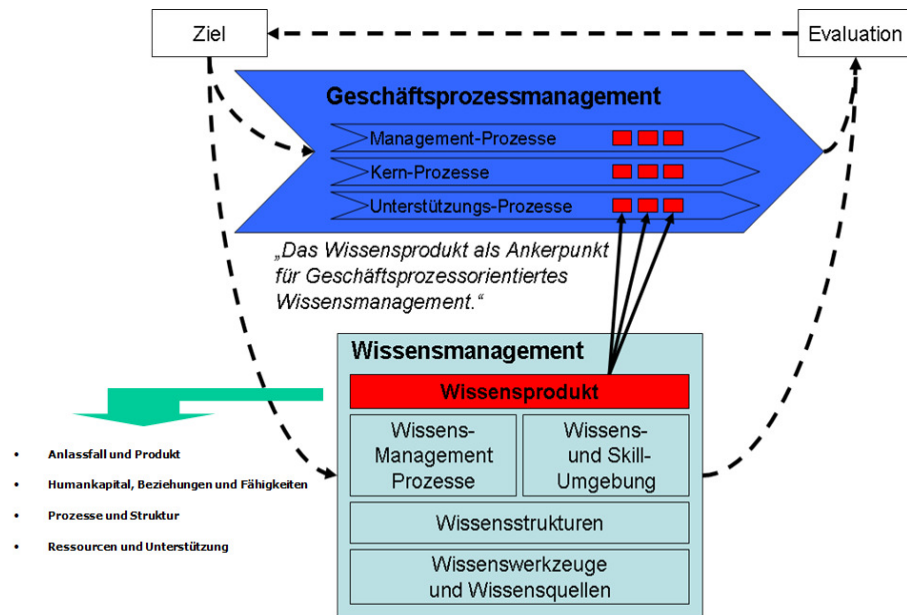 Ziel
Evaluation
Geschäftsprozessmanagement
Management-Prozesse
Kern-Prozesse
Unterstützungs-Prozesse
„Das Wissensprodukt als Ankerpunkt
für Geschäftsprozessorientiertes
Wissensmanagement.“
Wissensmanagement
Wissensprodukt
Wissens-
Management
Prozesse
Wissens-
und Skill-
Umgebung
Wissensstrukturen
Wissenswerkzeuge
und Wissensquellen
• Anlassfall und Produkt
• Humankapital, Beziehungen und Fähigkeiten
• Prozesse und Struktur
• Ressourcen und Unterstützung